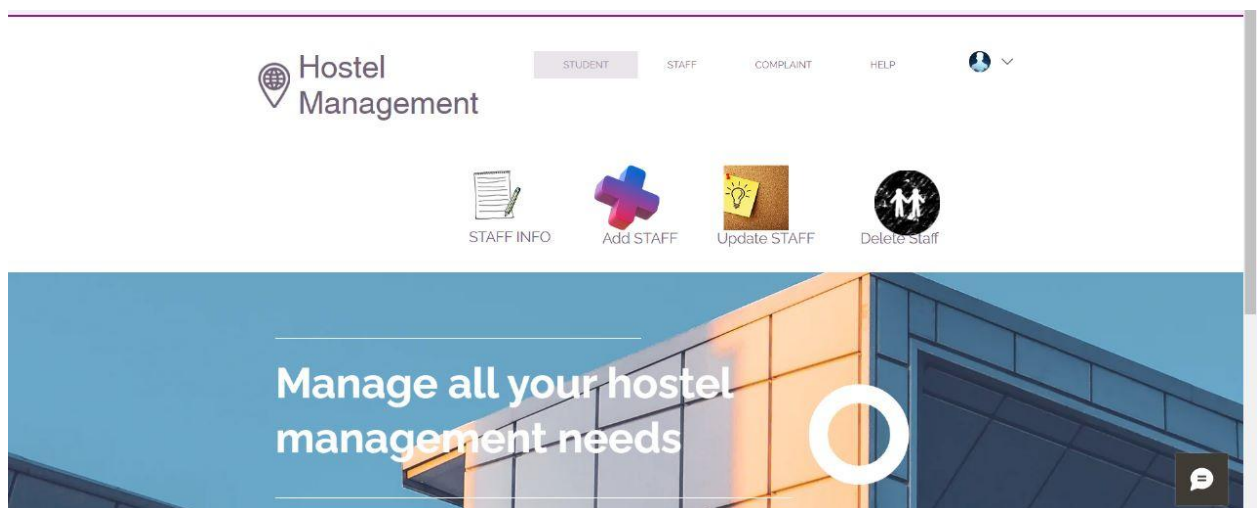 Hostel
Management
STUDENT STAFF COMPLAINT HELP
STAFF INFO Add STAFF Update STAFF Delete Staff
Manage all your hostel
management needs